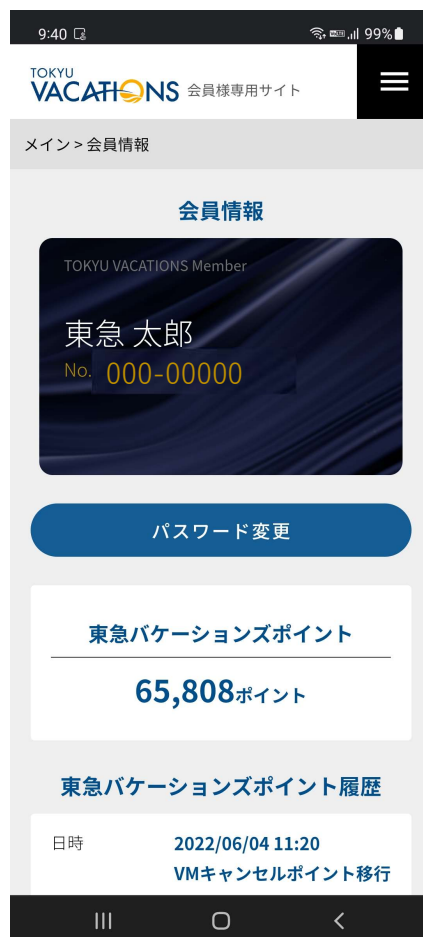 9:40 99%
TOKYU
VACATIONS 会員様専用サイト
メイン > 会員情報
会員情報
TOKYU VACATIONS Member
東急 太郎
No. 000-00000
パスワード変更
東急バケーションズポイント
65,808ポイント
東急バケーションズポイント履歴
日時 2022/06/04 11:20
VMキャンセルポイント移行